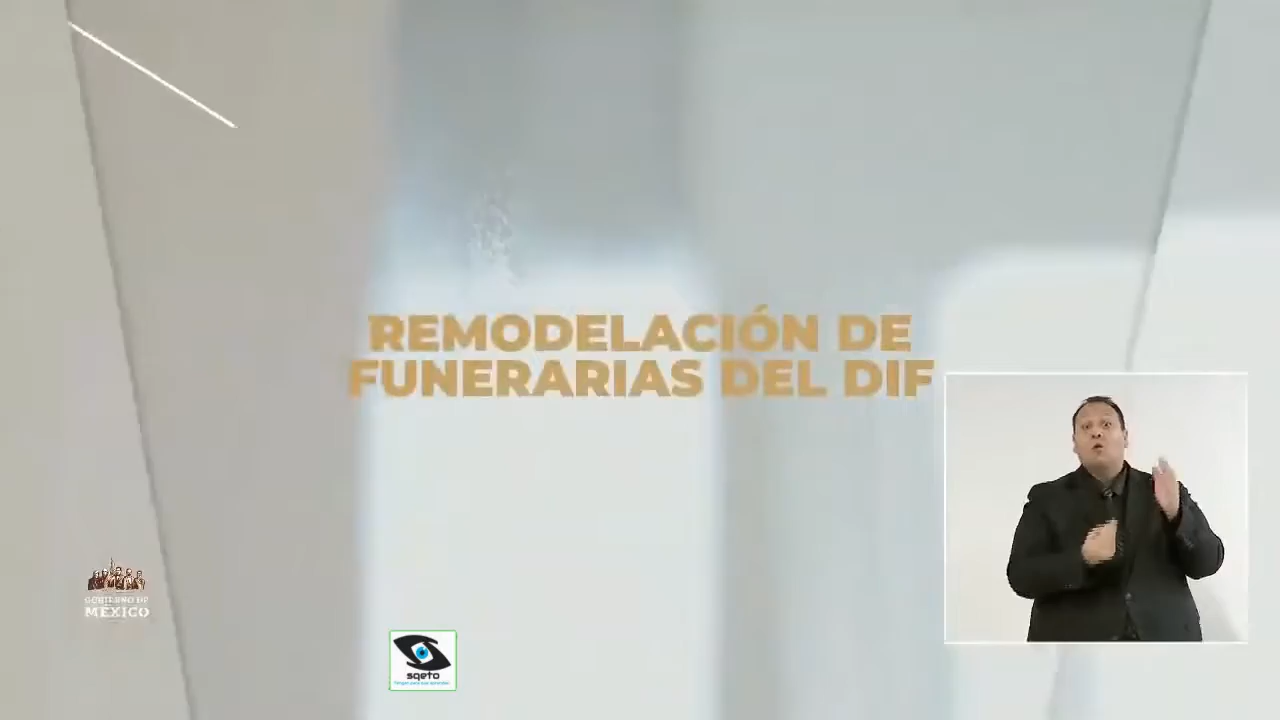 REMODELACIÓN DE
FUNERARIAS DEL DIF
GOBIERNO DE
MÉXICO
sqeto